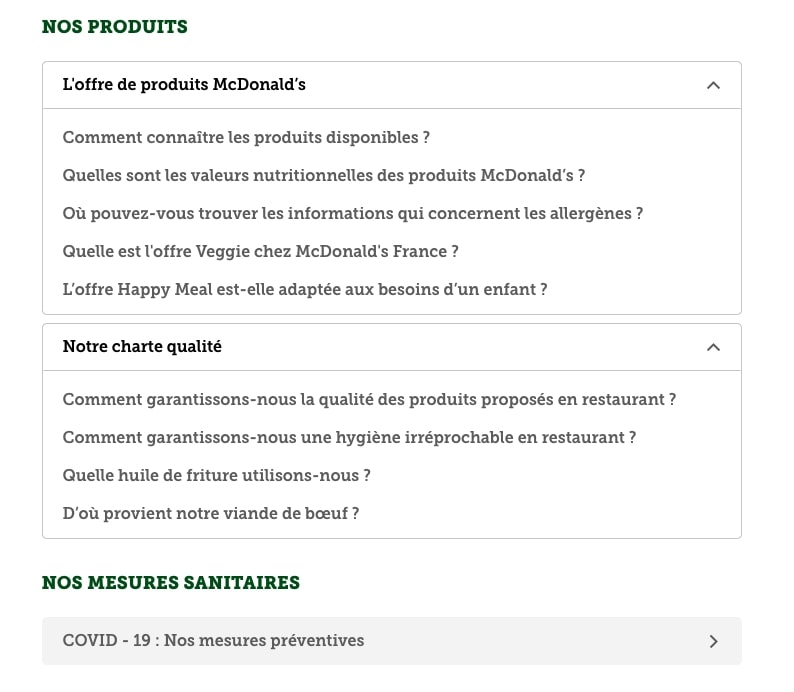 NOS PRODUITS
L'offre de produits McDonald’s
Comment connaître les produits disponibles ?
Quelles sont les valeurs nutritionnelles des produits McDonald’s ?
Où pouvez-vous trouver les informations qui concernent les allergènes ?
Quelle est l'offre Veggie chez McDonald's France ?
L’offre Happy Meal est-elle adaptée aux besoins d’un enfant ?
Notre charte qualité
Comment garantissons-nous la qualité des produits proposés en restaurant ?
Comment garantissons-nous une hygiène irréprochable en restaurant ?
Quelle huile de friture utilisons-nous ?
D’où provient notre viande de bœuf ?
NOS MESURES SANITAIRES
COVID - 19 : Nos mesures préventives